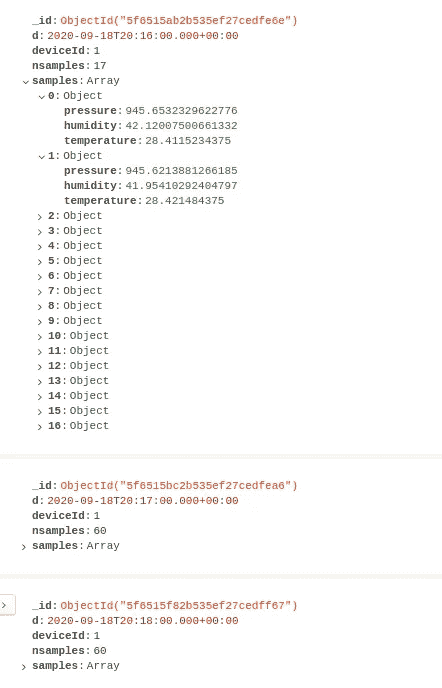 _id: ObjectId("5f6515ab2b535ef27cedfe6e")
d: 2020-09-18T20:16:00.000+00:00
deviceId: 1
nsamples: 17
samples: Array
0: Object
pressure: 945.6532329622776
humidity: 42.12007500661332
temperature: 28.4115234375
1: Object
pressure: 945.6213881266185
humidity: 41.95410292404797
temperature: 28.421484375
2: Object
3: Object
4: Object
5: Object
6: Object
7: Object
8: Object
9: Object
10: Object
11: Object
12: Object
13: Object
14: Object
15: Object
16: Object
_id: ObjectId("5f6515bc2b535ef27cedfea6")
d: 2020-09-18T20:17:00.000+00:00
deviceId: 1
nsamples: 60
samples: Array
_id: ObjectId("5f6515f82b535ef27cedff67")
d: 2020-09-18T20:18:00.000+00:00
deviceId: 1
nsamples: 60
samples: Array